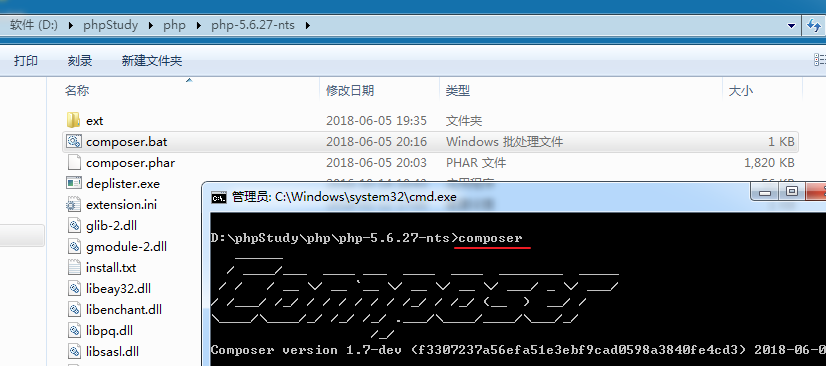 软件 (D:) ▸ phpStudy ▸ php ▸ php-5.6.27-nts ▸
打印 刻录 新建文件夹
名称 修改日期 类型 大小
ext 2018-06-05 19:35 文件夹
composer.bat 2018-06-05 20:16 Windows 批处理文件 1 KB
composer.phar 2018-06-05 20:03 PHAR 文件 1,820 KB
deplister.exe
extension.ini
glib-2.dll
gmodule-2.dll
install.txt
libeay32.dll
libenchant.dll
libpq.dll
libsasl.dll
管理员: C:\Windows\system32\cmd.exe
D:\phpStudy\php\php-5.6.27-nts>composer
Composer
Composer version 1.7-dev (f3307237a56efa51e3ebf9cad0598a3840fe4cd3) 2018-06-0